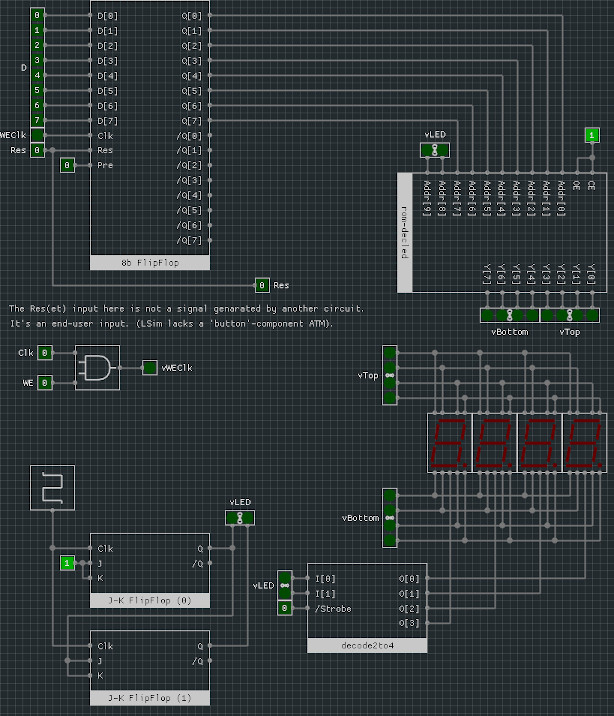 0 D[0] Q[0]
1 D[1] Q[1]
2 D[2] Q[2]
3 D[3] Q[3]
D
4 D[4] Q[4]
5 D[5] Q[5]
6 D[6] Q[6]
7 D[7] Q[7]
WEClk Clk /Q[0]
Res 0 Res /Q[1]
0 Pre /Q[2]
/Q[3]
/Q[4]
/Q[5]
/Q[6]
/Q[7]
8b FlipFlop
vLED
1
Addr[9] Addr[8] Addr[7] Addr[6] Addr[5] Addr[4] Addr[3] Addr[2] Addr[1] Addr[0] OE CE
rom-decled
Y[7] Y[6] Y[5] Y[4] Y[3] Y[2] Y[1] Y[0]
vBottom vTop
0 Res
The Res(et) input here is not a signal genarated by another circuit.
It's an end-user input. (LSim lacks a 'button'-component ATM).
Clk 0
WE 0
vWEClk
vTop
vBottom
vLED
Clk Q
1 J /Q
K
J-K FlipFlop (0)
Clk Q
J /Q
K
J-K FlipFlop (1)
vLED
I[0] O[0]
I[1] O[1]
0 /Strobe O[2]
O[3]
decode2to4